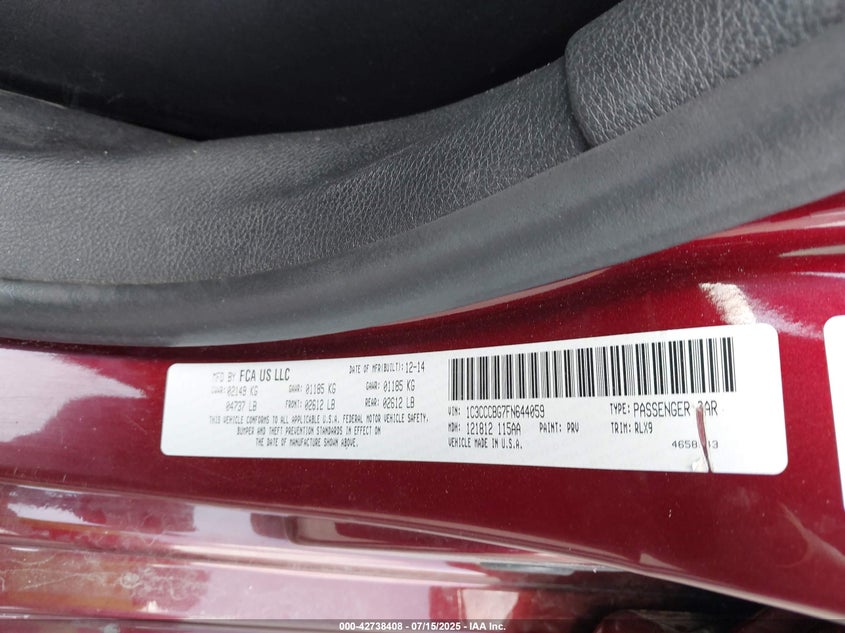 MFD BY FCA US LLC DATE OF MFR(BUILT): 12-14
GVWR: 02149 KG GAWR: 01185 KG GAWR: 01185 KG
04737 LB FRONT: 02612 LB REAR: 02612 LB
THIS VEHICLE CONFORMS TO ALL APPLICABLE U.S.A. FEDERAL MOTOR VEHICLE SAFETY,
BUMPER AND THEFT PREVENTION STANDARDS IN EFFECT ON
THE DATE OF MANUFACTURE SHOWN ABOVE.
VIN: 1C3CCCBG7FN644059 TYPE: PASSENGER CAR
MDH: 121812 115AA PAINT: PRV TRIM: RLX9
VEHICLE MADE IN U.S.A.
000-42738408 - 07/15/2025 - IAA Inc.